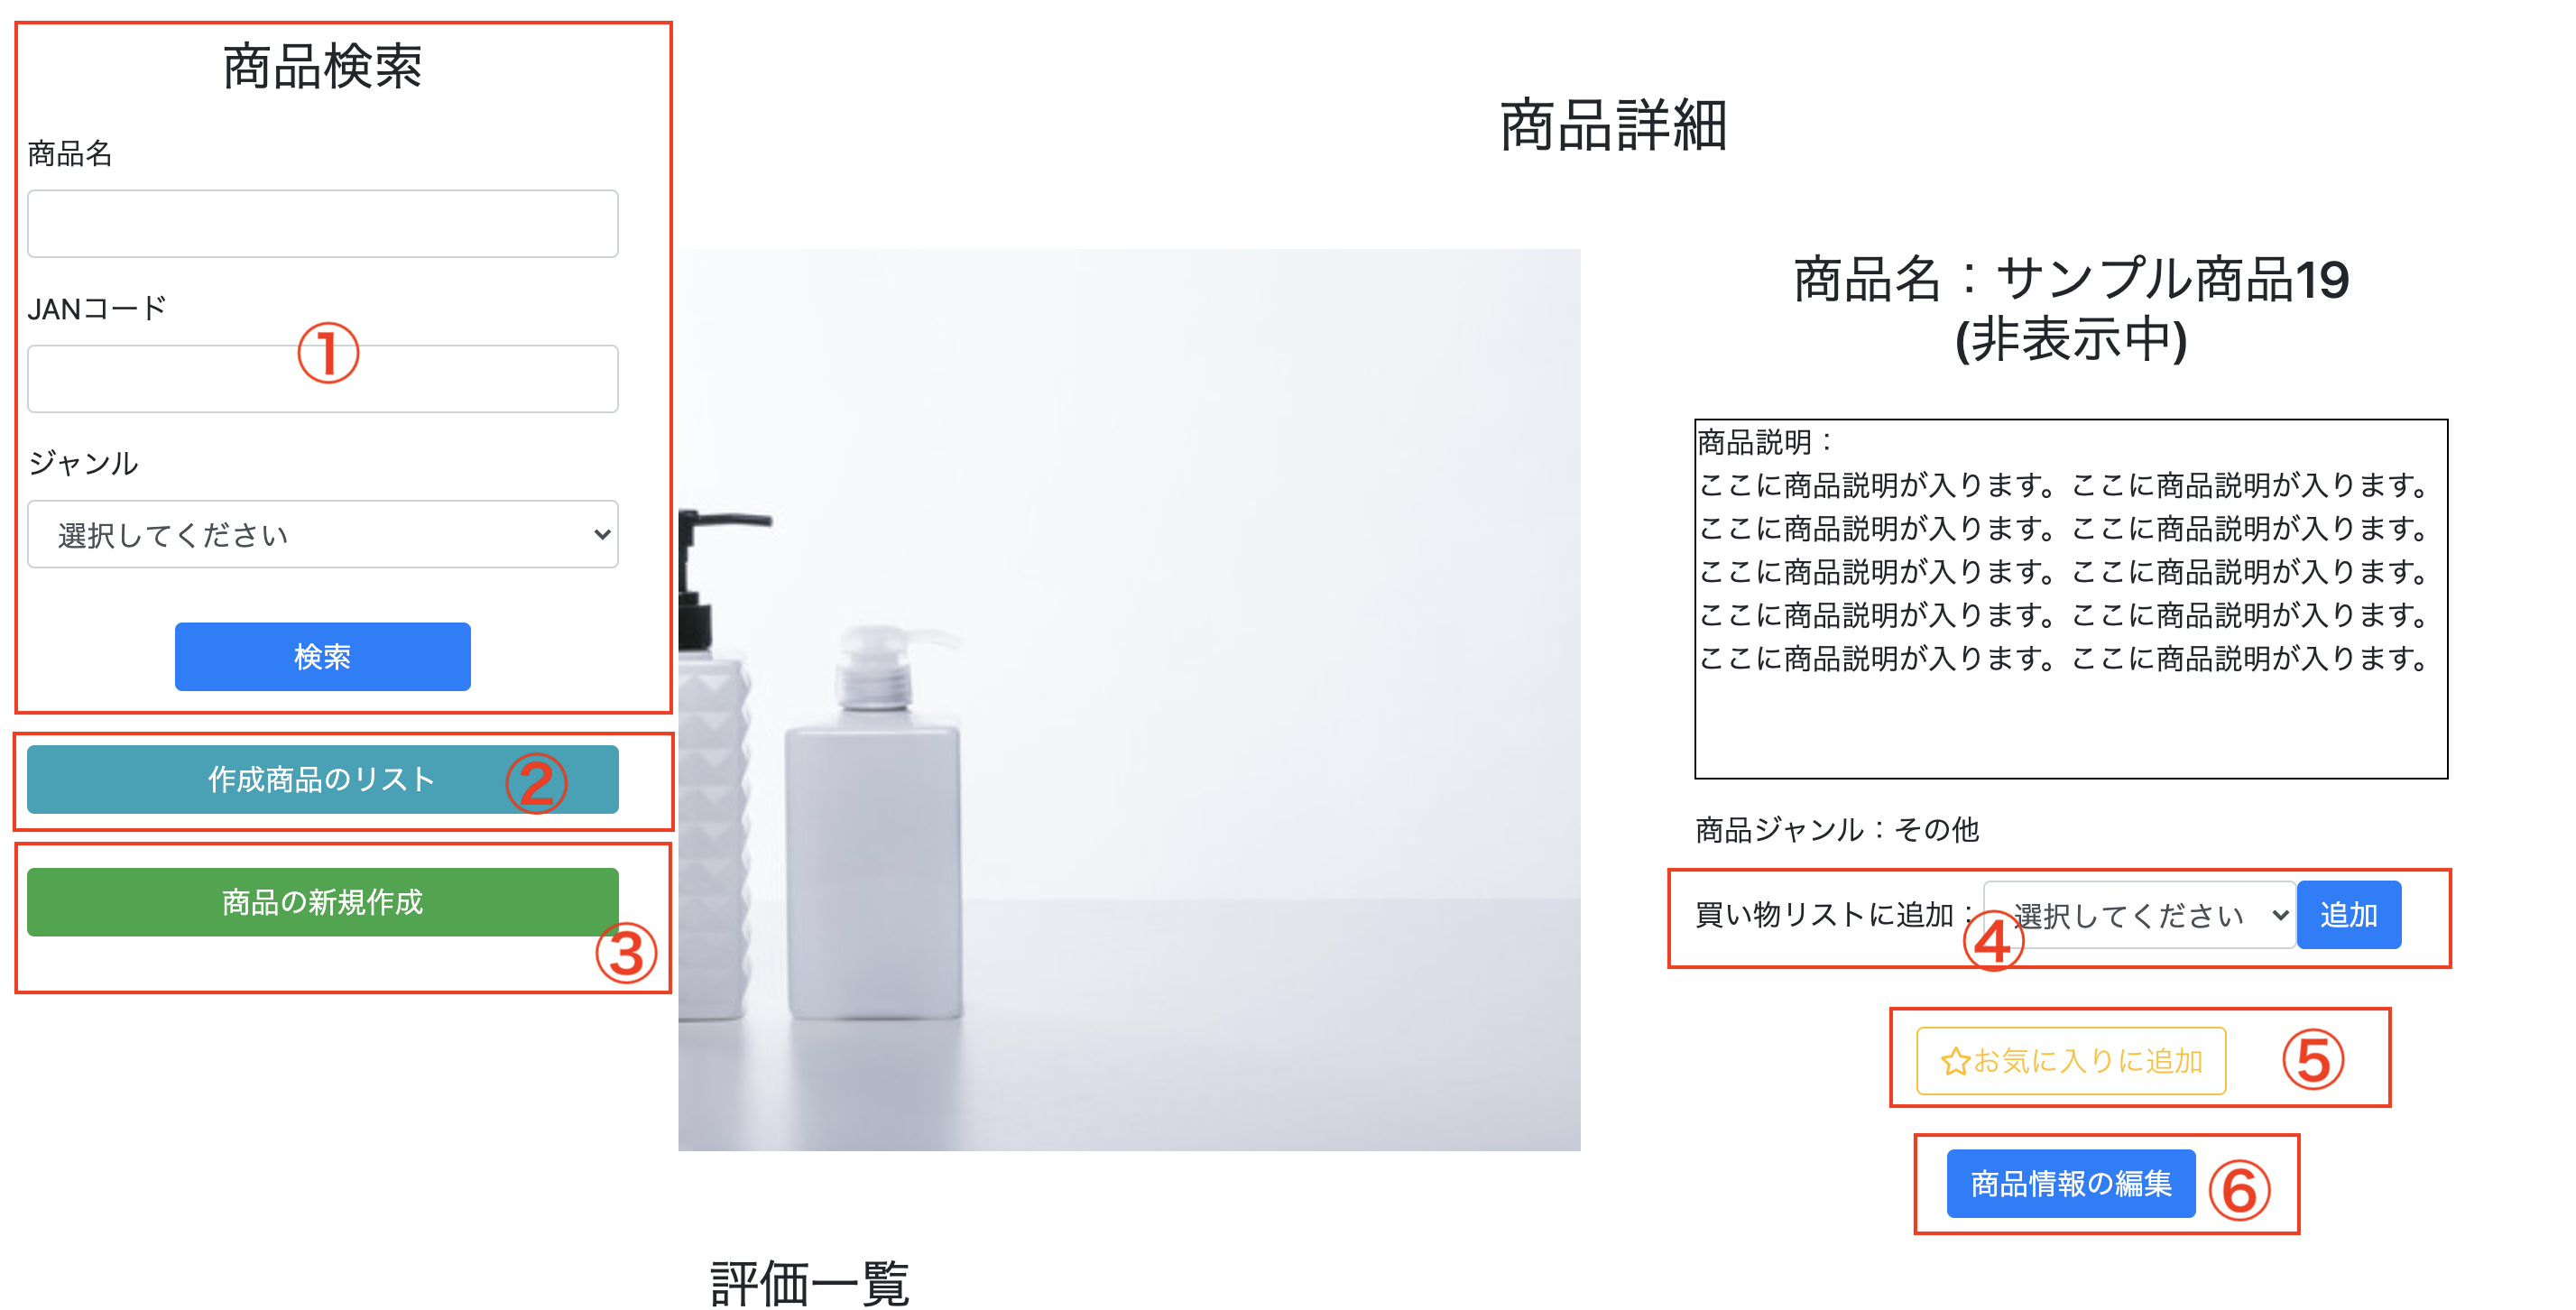 商品検索
商品名
JANコード
①
ジャンル
選択してください
検索
作成商品のリスト
②
商品の新規作成
③
商品詳細
商品名：サンプル商品19
(非表示中)
商品説明：
ここに商品説明が入ります。ここに商品説明が入ります。
ここに商品説明が入ります。ここに商品説明が入ります。
ここに商品説明が入ります。ここに商品説明が入ります。
ここに商品説明が入ります。ここに商品説明が入ります。
ここに商品説明が入ります。ここに商品説明が入ります。
商品ジャンル：その他
買い物リストに追加： 選択してください 追加
④
☆お気に入りに追加
⑤
商品情報の編集
⑥
評価一覧